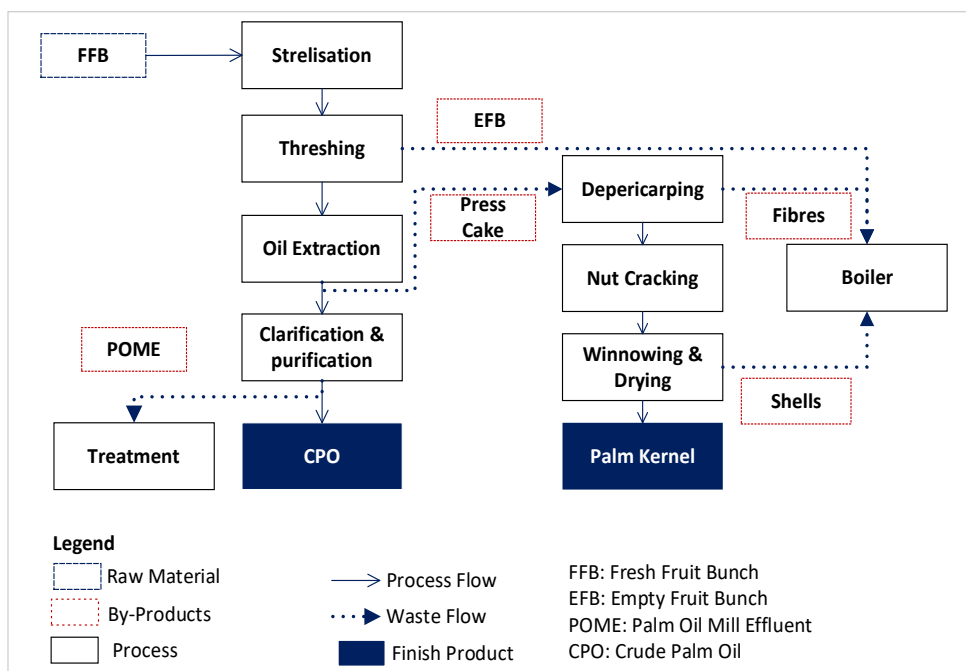 FFB
Strelisation
EFB
Threshing
Depericarping
Press
Cake
Fibres
Oil Extraction
Nut Cracking
Boiler
Clarification &
purification
POME
Winnowing &
Drying
Shells
Treatment
CPO
Palm Kernel
Legend
Raw Material
By-Products
Process
Process Flow
Waste Flow
Finish Product
FFB: Fresh Fruit Bunch
EFB: Empty Fruit Bunch
POME: Palm Oil Mill Effluent
CPO: Crude Palm Oil